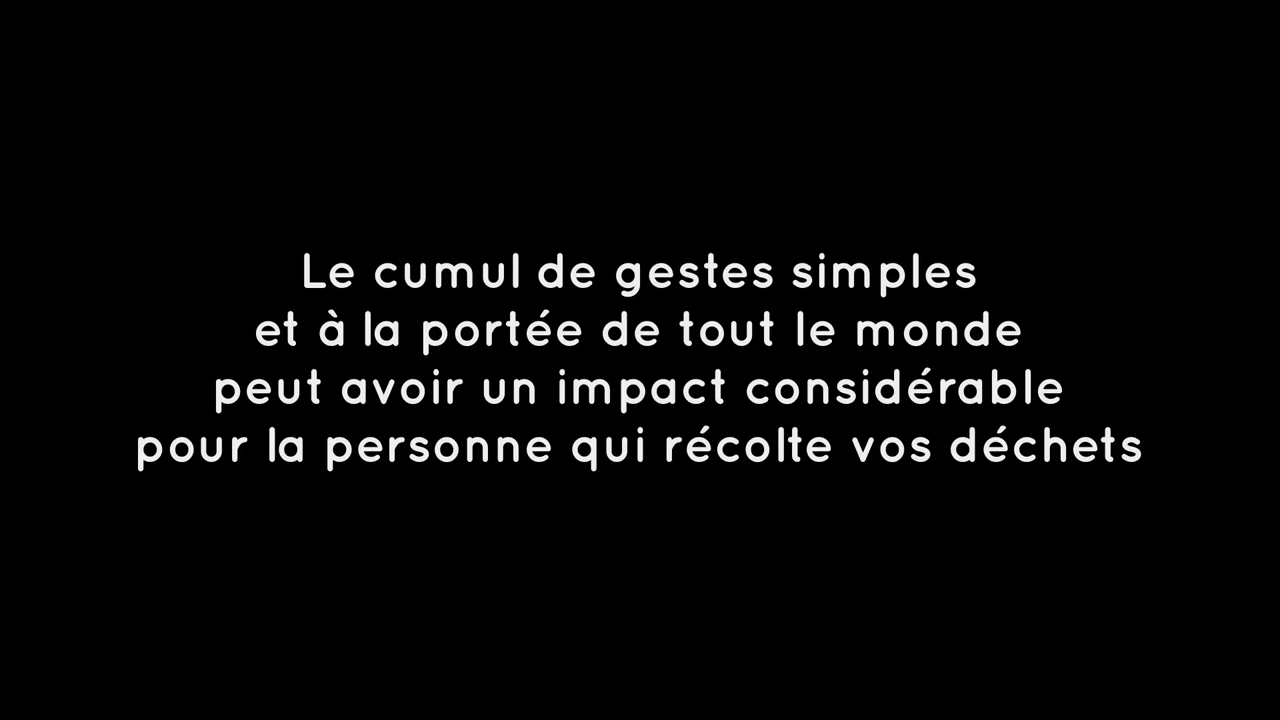 Le cumul de gestes simples
et à la portée de tout le monde
peut avoir un impact considérable
pour la personne qui récolte vos déchets